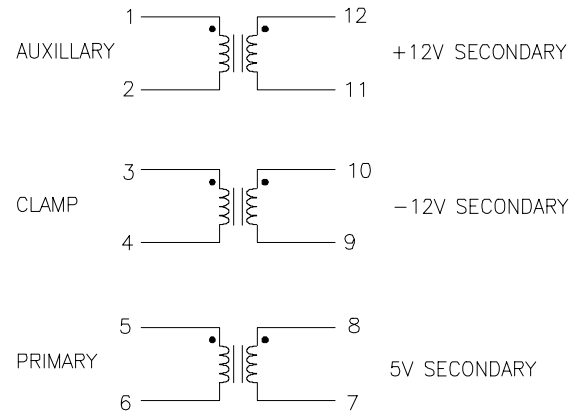 1 12
AUXILLARY +12V SECONDARY
2 11
3 10
CLAMP -12V SECONDARY
4 9
5 8
PRIMARY 5V SECONDARY
6 7